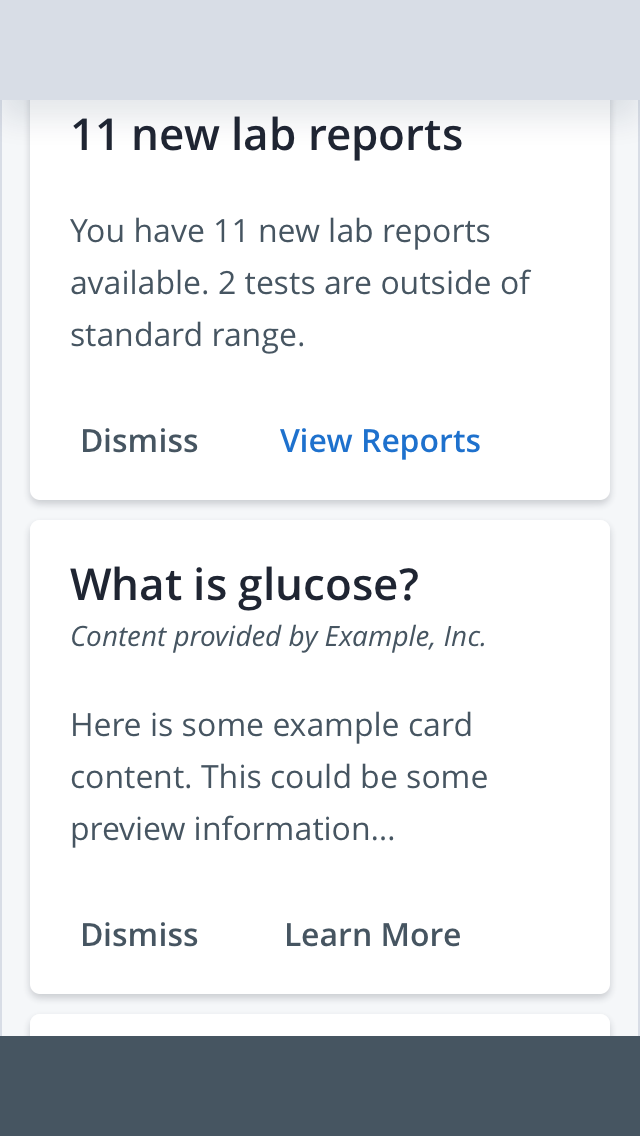 11 new lab reports
You have 11 new lab reports
available. 2 tests are outside of
standard range.
Dismiss View Reports
What is glucose?
Content provided by Example, Inc.
Here is some example card
content. This could be some
preview information...
Dismiss Learn More